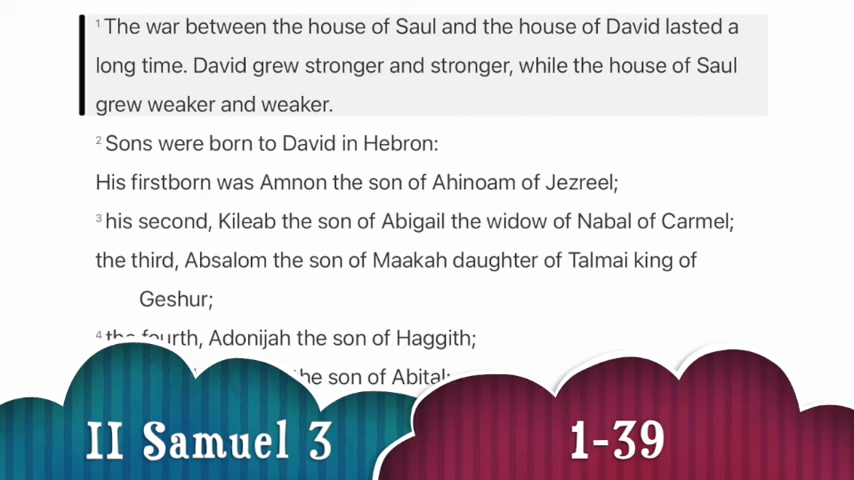 1 The war between the house of Saul and the house of David lasted a
long time. David grew stronger and stronger, while the house of Saul
grew weaker and weaker.
2 Sons were born to David in Hebron:
His firstborn was Amnon the son of Ahinoam of Jezreel;
3 his second, Kileab the son of Abigail the widow of Nabal of Carmel;
the third, Absalom the son of Maakah daughter of Talmai king of
Geshur;
4 the fourth, Adonijah the son of Haggith;
the son of Abital;
II Samuel 3
1-39